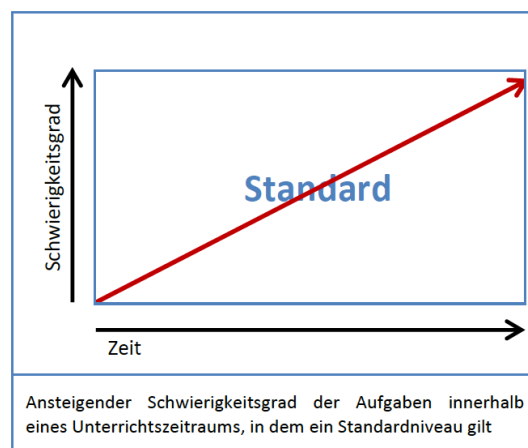 Schwierigkeitsgrad
Standard
Zeit
Ansteigender Schwierigkeitsgrad der Aufgaben innerhalb
eines Unterrichtszeitraums, in dem ein Standardniveau gilt